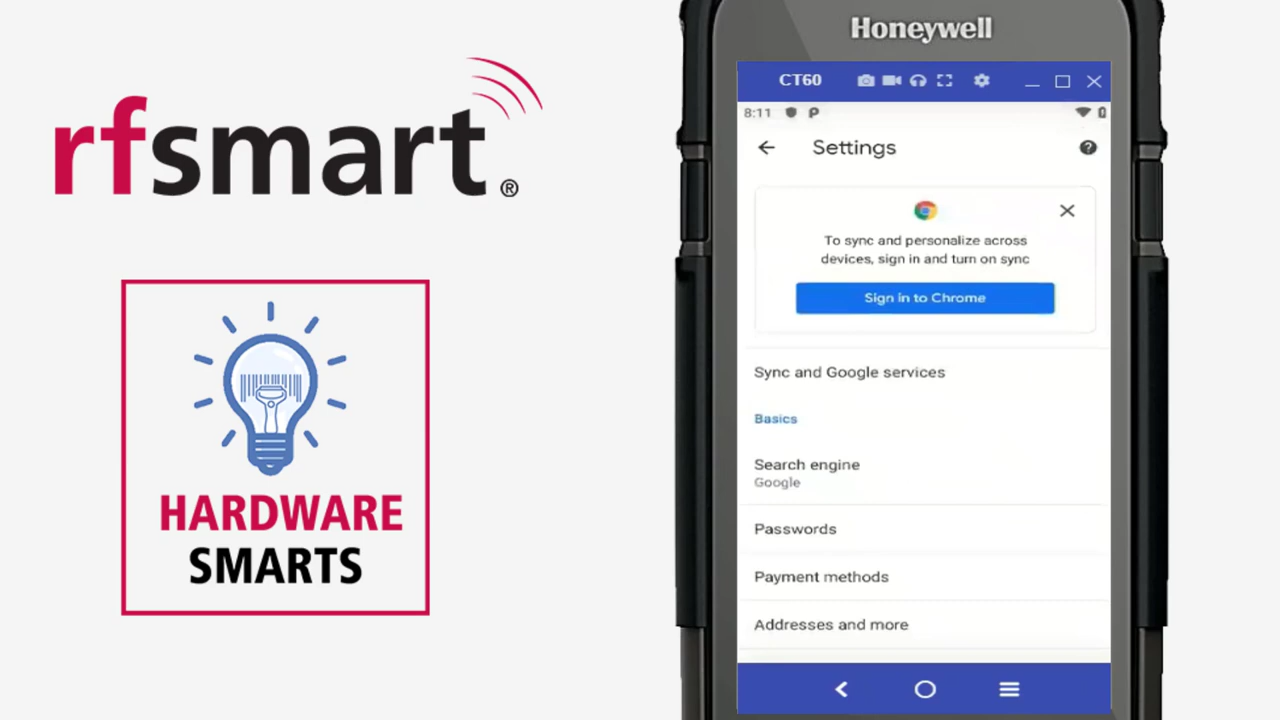 rfsmart®
HARDWARE
SMARTS
Honeywell
CT60
8:11
Settings
To sync and personalize across
devices, sign in and turn on sync
Sign in to Chrome
Sync and Google services
Basics
Search engine
Google
Passwords
Payment methods
Addresses and more